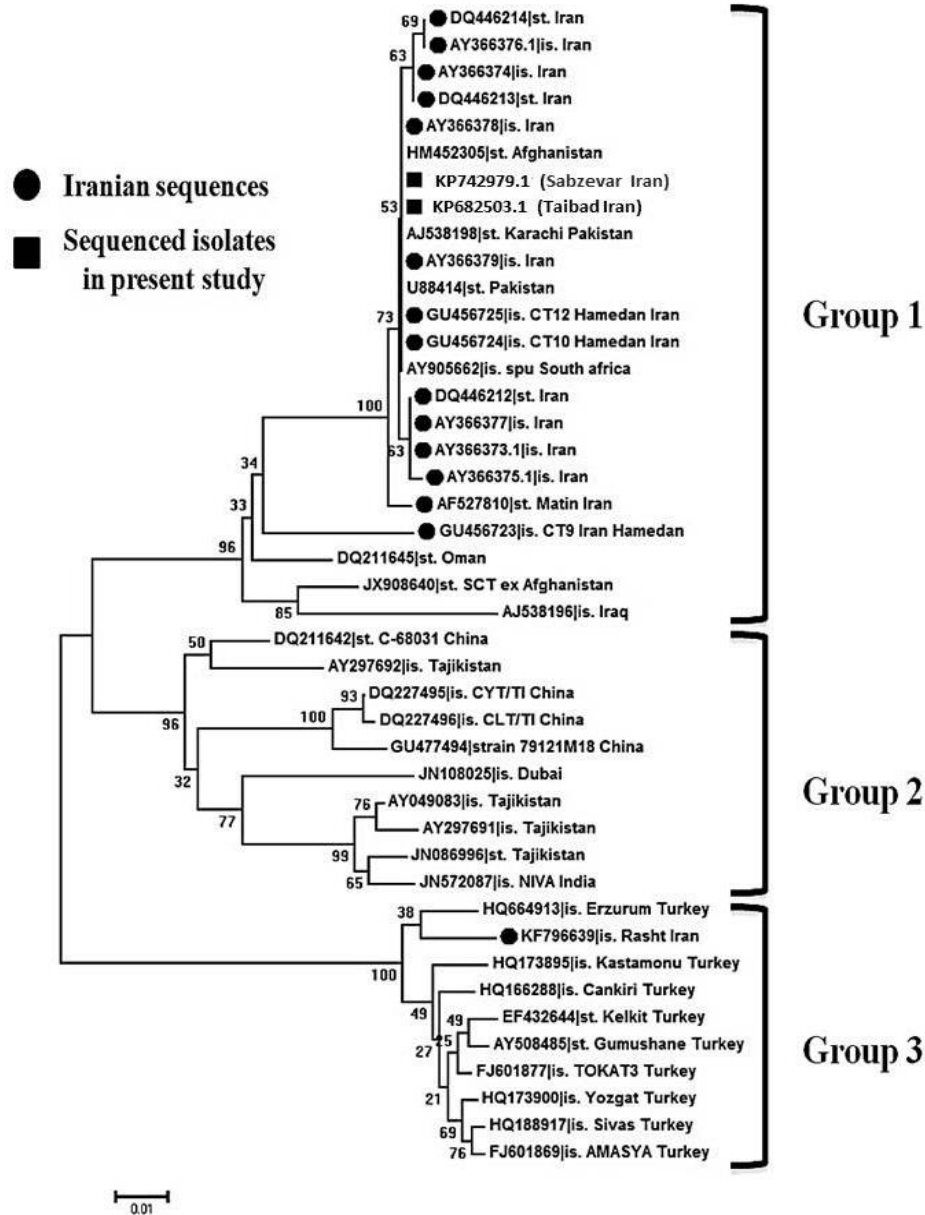 69
DQ446214|st. Iran
AY366376.1|is. Iran
63
AY366374|is. Iran
DQ446213|st. Iran
AY366378|is. Iran
HM452305|st. Afghanistan
Iranian sequences
KP742979.1 (Sabzevar Iran)
53
KP682503.1 (Taibad Iran)
AJ538198|st. Karachi Pakistan
Sequenced isolates
in present study
AY366379|is. Iran
U88414|st. Pakistan
Group 1
73
GU456725|is. CT12 Hamedan Iran
GU456724|is. CT10 Hamedan Iran
AY905662|is. spu South africa
DQ446212|st. Iran
100
AY366377|is. Iran
63
AY366373.1|is. Iran
AY366375.1|is. Iran
34
AF527810|st. Matin Iran
33
GU456723|is. CT9 Iran Hamedan
96
DQ211645|st. Oman
JX908640|st. SCT ex Afghanistan
85
AJ538196|is. Iraq
50
DQ211642|st. C-68031 China
AY297692|is. Tajikistan
93
DQ227495|is. CYT/TI China
96
100
DQ227496|is. CLT/TI China
GU477494|strain 79121M18 China
32
JN108025|is. Dubai
Group 2
77
76
AY049083|is. Tajikistan
AY297691|is. Tajikistan
99
JN086996|st. Tajikistan
65
JN572087|is. NIVA India
38
HQ664913|is. Erzurum Turkey
KF796639|is. Rasht Iran
100
HQ173895|is. Kastamonu Turkey
HQ166288|is. Cankiri Turkey
49
49
EF432644|st. Kelkit Turkey
27
25
AY508485|st. Gumushane Turkey
Group 3
FJ601877|is. TOKAT3 Turkey
21
HQ173900|is. Yozgat Turkey
69
HQ188917|is. Sivas Turkey
76
FJ601869|is. AMASYA Turkey
0.01